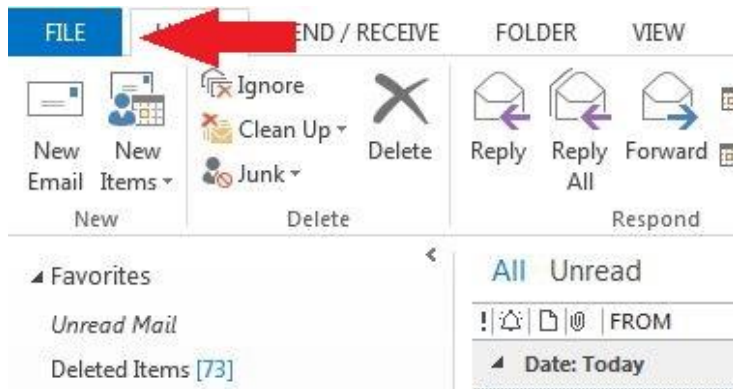 FILE
END / RECEIVE
FOLDER
VIEW
Ignore
Clean Up
Junk
Delete
New Email
New Items
Reply
Reply All
Forward
New
Delete
Respond
Favorites
Unread Mail
Deleted Items [73]
All Unread
! FROM
Date: Today